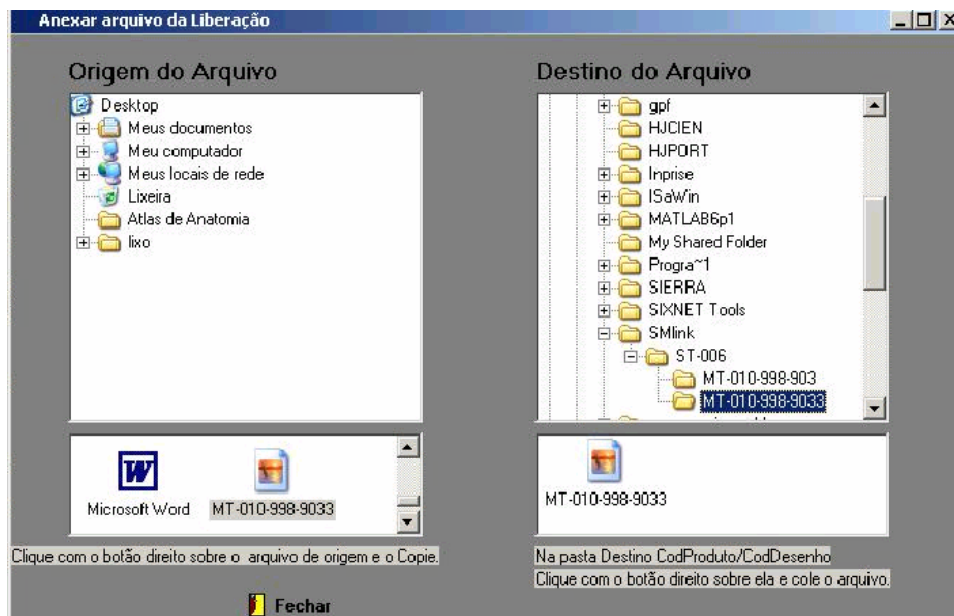 Anexar arquivo da Liberação
Origem do Arquivo
Desktop
Meus documentos
Meu computador
Meus locais de rede
Lixeira
Atlas de Anatomia
lixo
Microsoft Word
MT-010-998-9033
Clique com o botão direito sobre o arquivo de origem e o Copie.
Destino do Arquivo
gpf
HJCIEN
HJPORT
Inprise
ISaWin
MATLAB6p1
My Shared Folder
Progra~1
SIERRA
SIXNET Tools
SMlink
ST-006
MT-010-998-903
MT-010-998-9033
MT-010-998-9033
Na pasta Destino CodProduto/CodDesenho
Clique com o botão direito sobre ela e cole o arquivo.
Fechar